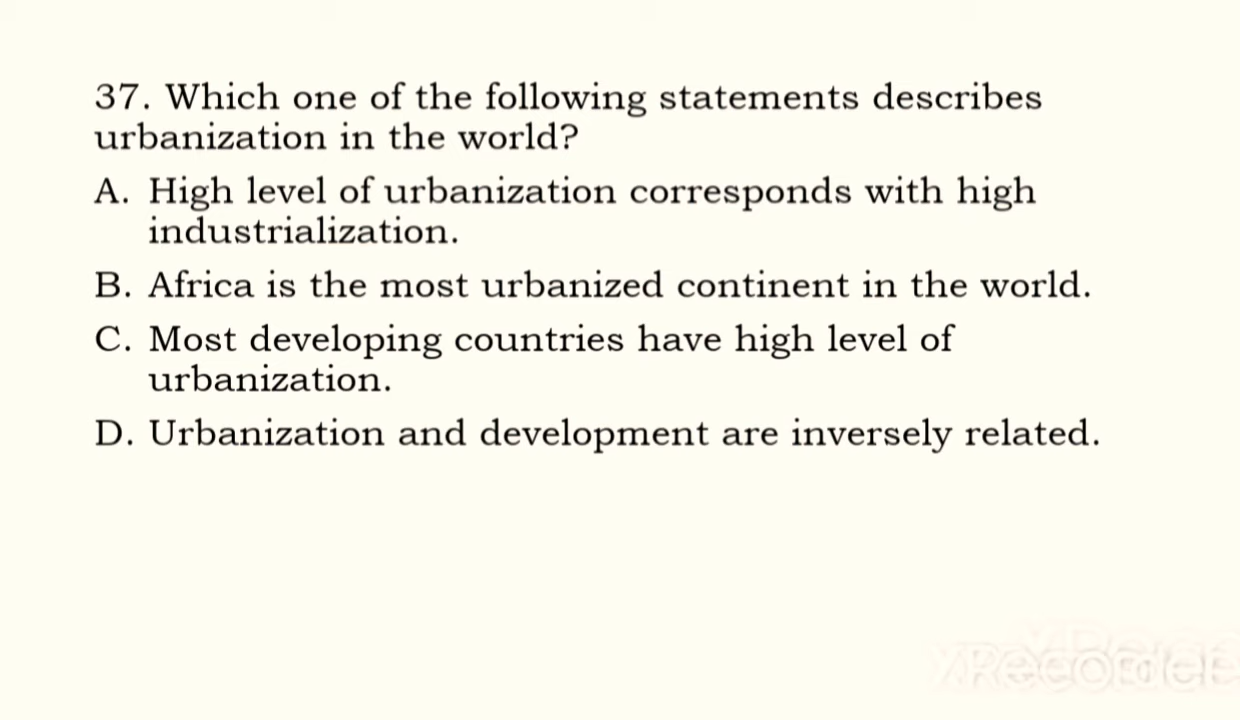 37. Which one of the following statements describes
urbanization in the world?
A. High level of urbanization corresponds with high
industrialization.
B. Africa is the most urbanized continent in the world.
C. Most developing countries have high level of
urbanization.
D. Urbanization and development are inversely related.
XRecorder